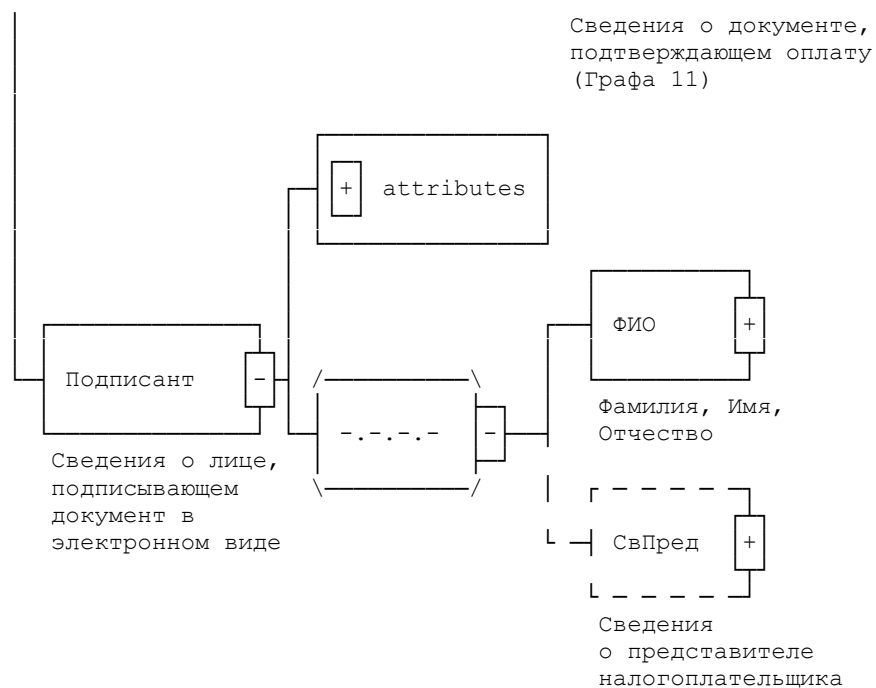 Сведения о документе,
подтверждающем оплату
(Графа 11)
+ attributes
ФИО +
Подписант -
-.-.-.- -
Фамилия, Имя,
Отчество
Сведения о лице,
подписывающем
документ в
электронном виде
СвПред +
Сведения
о представителе
налогоплательщика